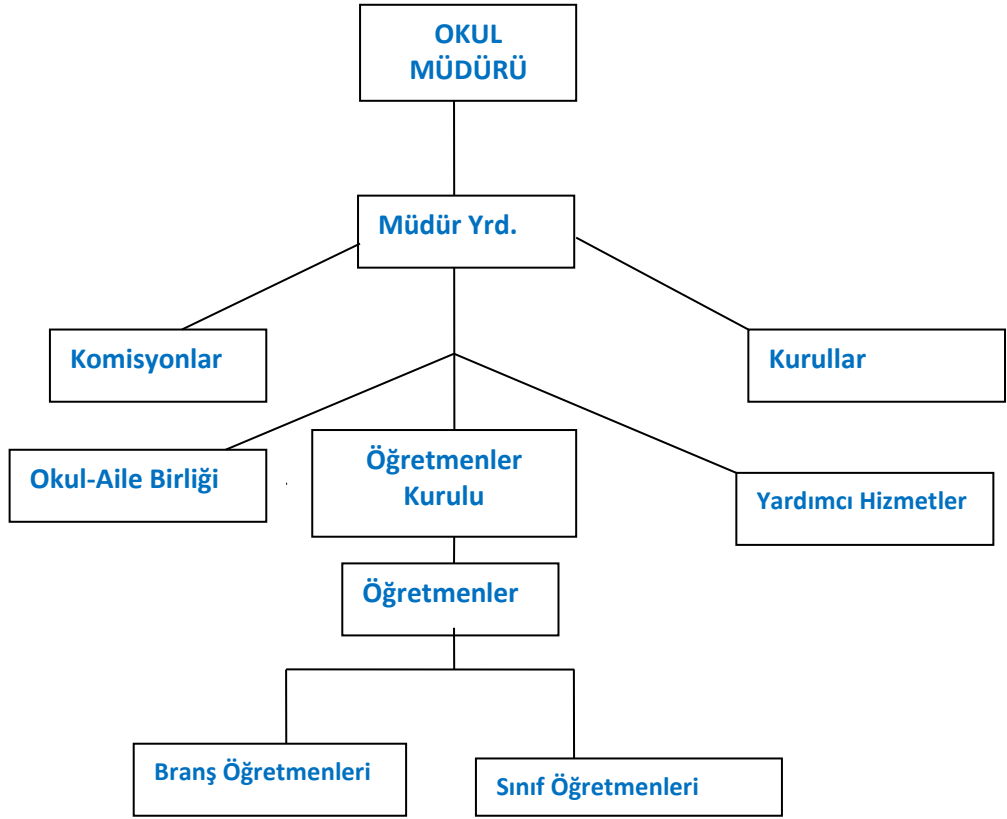 OKUL
MÜDÜRÜ
Müdür Yrd.
Komisyonlar
Kurullar
Okul-Aile Birliği
Öğretmenler
Kurulu
Yardımcı Hizmetler
Öğretmenler
Branş Öğretmenleri
Sınıf Öğretmenleri